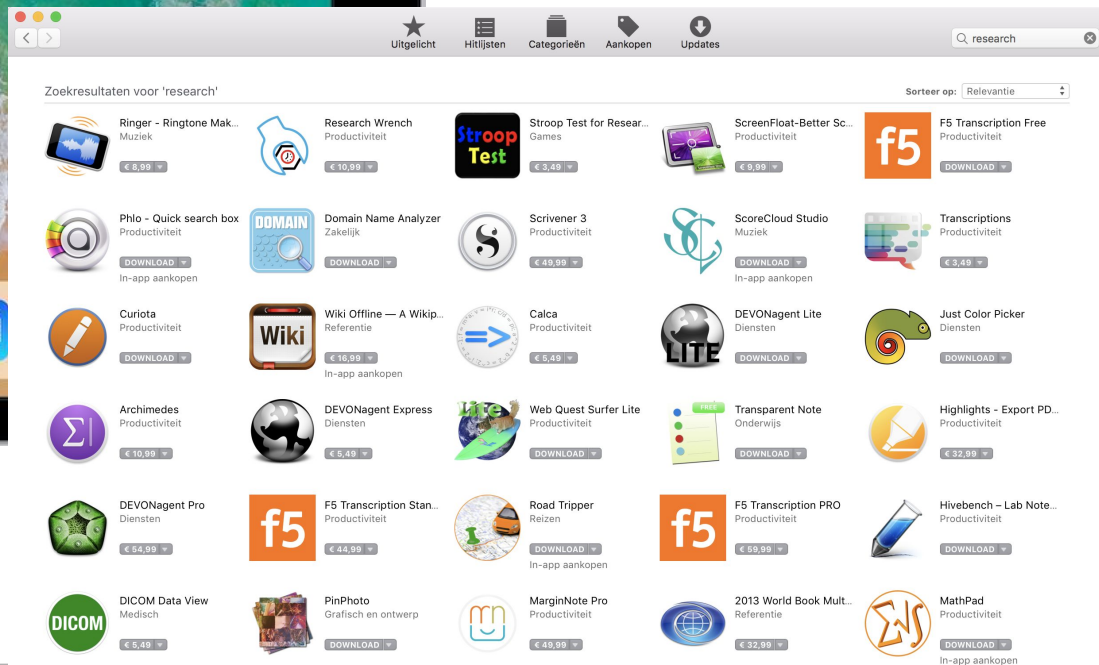 Uitgelicht
Hitlijsten
Categorieën
Aankopen
Updates
research
Zoekresultaten voor 'research'
Sorteer op:
Relevantie
Ringer - Ringtone Mak...
Muziek
€ 8,99
Research Wrench
Productiviteit
€ 10,99
Stroop Test
Stroop Test for Resear...
Games
€ 3,49
ScreenFloat-Better Sc...
Productiviteit
€ 9,99
f5
F5 Transcription Free
Productiviteit
DOWNLOAD
Phlo - Quick search box
Productiviteit
DOWNLOAD
In-app aankopen
DOMAIN
Domain Name Analyzer
Zakelijk
DOWNLOAD
Scrivener 3
Productiviteit
€ 49,99
ScoreCloud Studio
Muziek
DOWNLOAD
In-app aankopen
Transcriptions
Productiviteit
€ 3,49
Curiota
Productiviteit
DOWNLOAD
Wiki
Wiki Offline — A Wikip...
Referentie
€ 16,99
In-app aankopen
Calca
Productiviteit
€ 5,49
LITE
DEVONagent Lite
Diensten
DOWNLOAD
Just Color Picker
Diensten
DOWNLOAD
Archimedes
Productiviteit
€ 10,99
DEVONagent Express
Diensten
€ 5,49
Lite
Web Quest Surfer Lite
Productiviteit
DOWNLOAD
FREE
Transparent Note
Onderwijs
DOWNLOAD
Highlights - Export PD...
Productiviteit
€ 32,99
DEVONagent Pro
Diensten
€ 54,99
f5
F5 Transcription Stan...
Productiviteit
€ 44,99
Road Tripper
Reizen
DOWNLOAD
In-app aankopen
f5
F5 Transcription PRO
Productiviteit
€ 59,99
Hivebench – Lab Note...
Productiviteit
DOWNLOAD
DICOM
DICOM Data View
Medisch
€ 5,49
PinPhoto
Grafisch en ontwerp
DOWNLOAD
MarginNote Pro
Productiviteit
€ 49,99
2013 World Book Mult...
Referentie
€ 32,99
MathPad
Productiviteit
DOWNLOAD
In-app aankopen